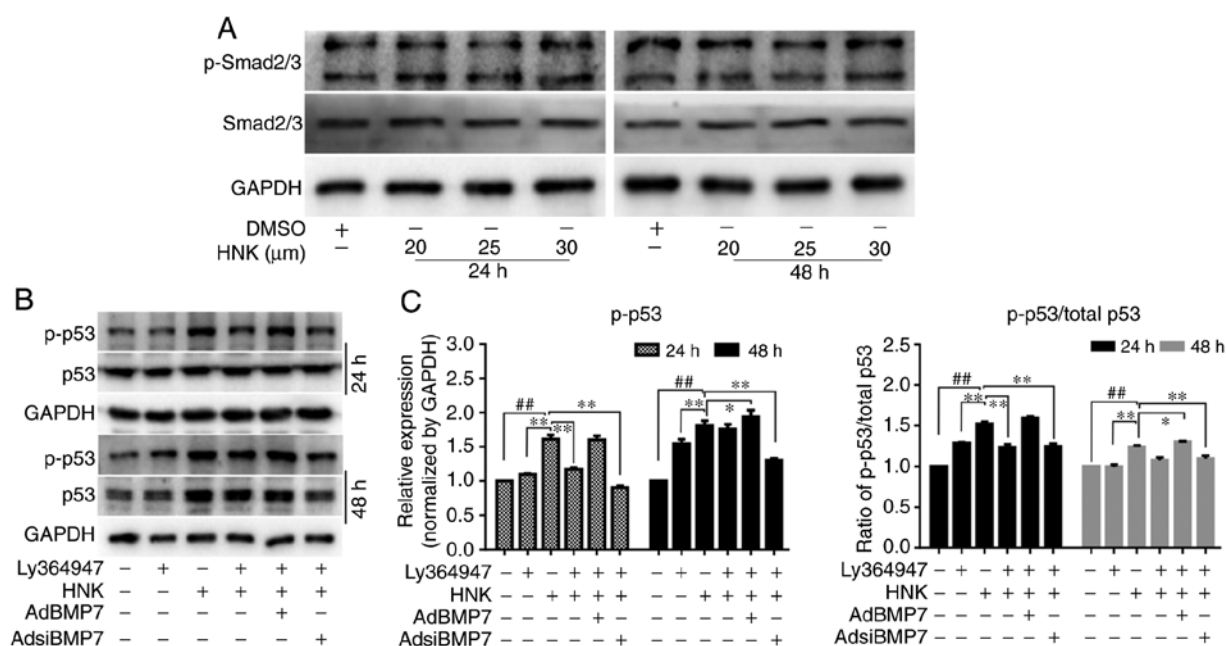 A
p-Smad2/3
Smad2/3
GAPDH
DMSO + − − − + − − −
HNK (μm) − 20 25 30 − 20 25 30
24 h 48 h
B
p-p53
p53
24 h
GAPDH
p-p53
p53
48 h
GAPDH
Ly364947 − + − + + +
HNK − − + + + +
AdBMP7 − − − − + −
AdsiBMP7 − − − − − +
C
p-p53
24 h 48 h
Relative expression
(normalized by GAPDH)
3.0
2.5
2.0
1.5
1.0
0.5
0.0
## ** ** **
## ** * **
Ly364947 − + − + + + − + − + + +
HNK − − + + + + − − + + + +
AdBMP7 − − − − + − − − − − + −
AdsiBMP7 − − − − − + − − − − − +
p-p53/total p53
24 h 48 h
Ratio of p-p53/total p53
2.5
2.0
1.5
1.0
0.5
0.0
## ** ** **
## ** * **
Ly364947 − + − + + + − + − + + +
HNK − − + + + + − − + + + +
AdBMP7 − − − − + − − − − − + −
AdsiBMP7 − − − − − + − − − − − +